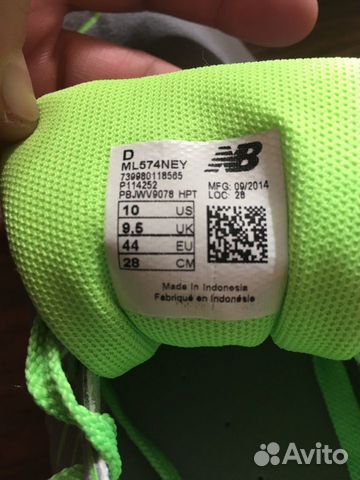 D
ML574NEY
739980118565
P114252
PBJWV9078 HPT
NB
MFG: 09/2014
LOC: 28
10 US
9.5 UK
44 EU
28 CM
Made in Indonesia
Fabriqué en Indonésie
Avito